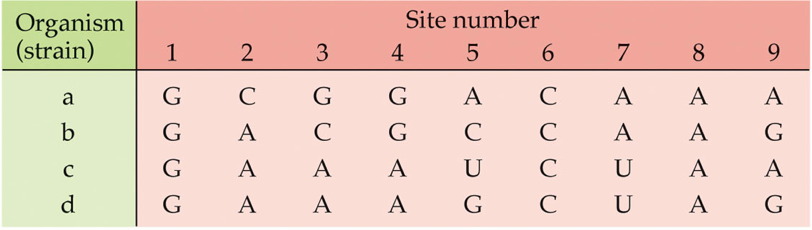 Organism (strain) Site number
1 2 3 4 5 6 7 8 9
a G C G G A C A A A
b G A C G C C A A G
c G A A A U C U A A
d G A A A G C U A G